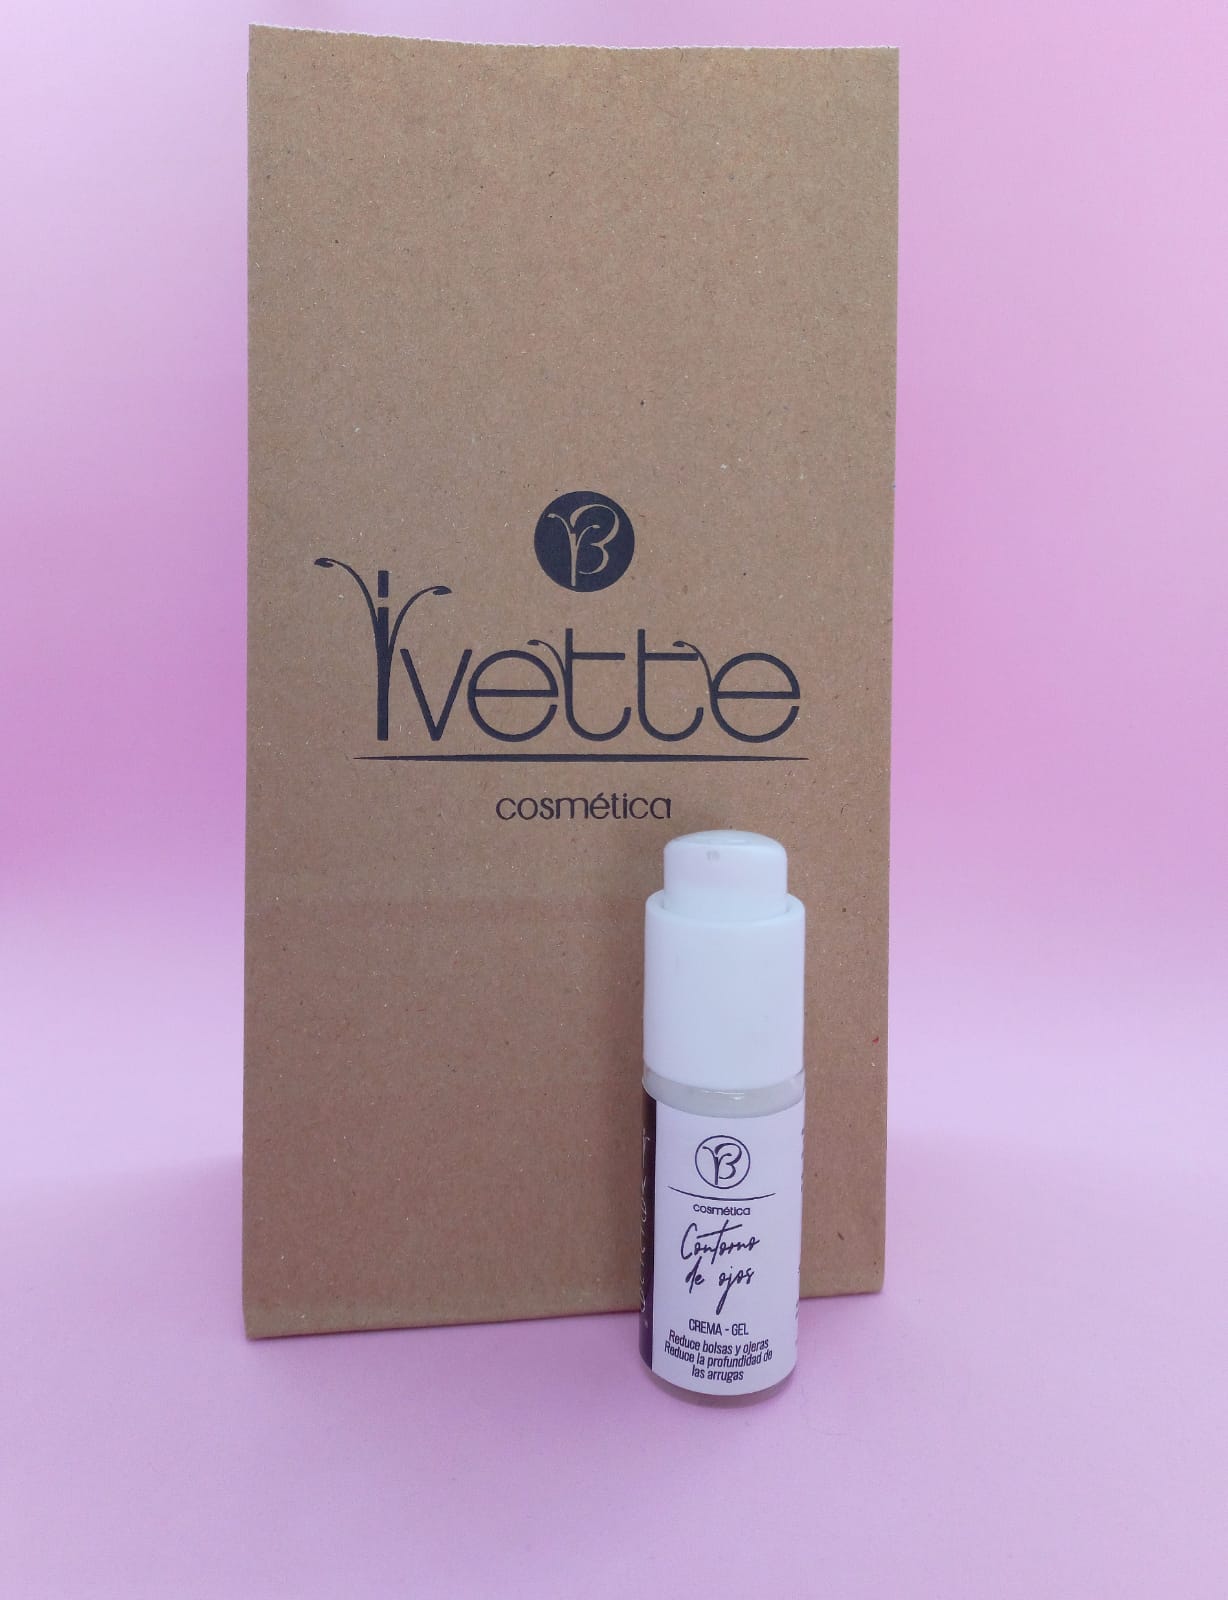 B
ivette
cosmética
B
cosmética
Contorno
de ojos
CREMA - GEL
Reduce bolsas y ojeras
Reduce la profundidad de
las arrugas